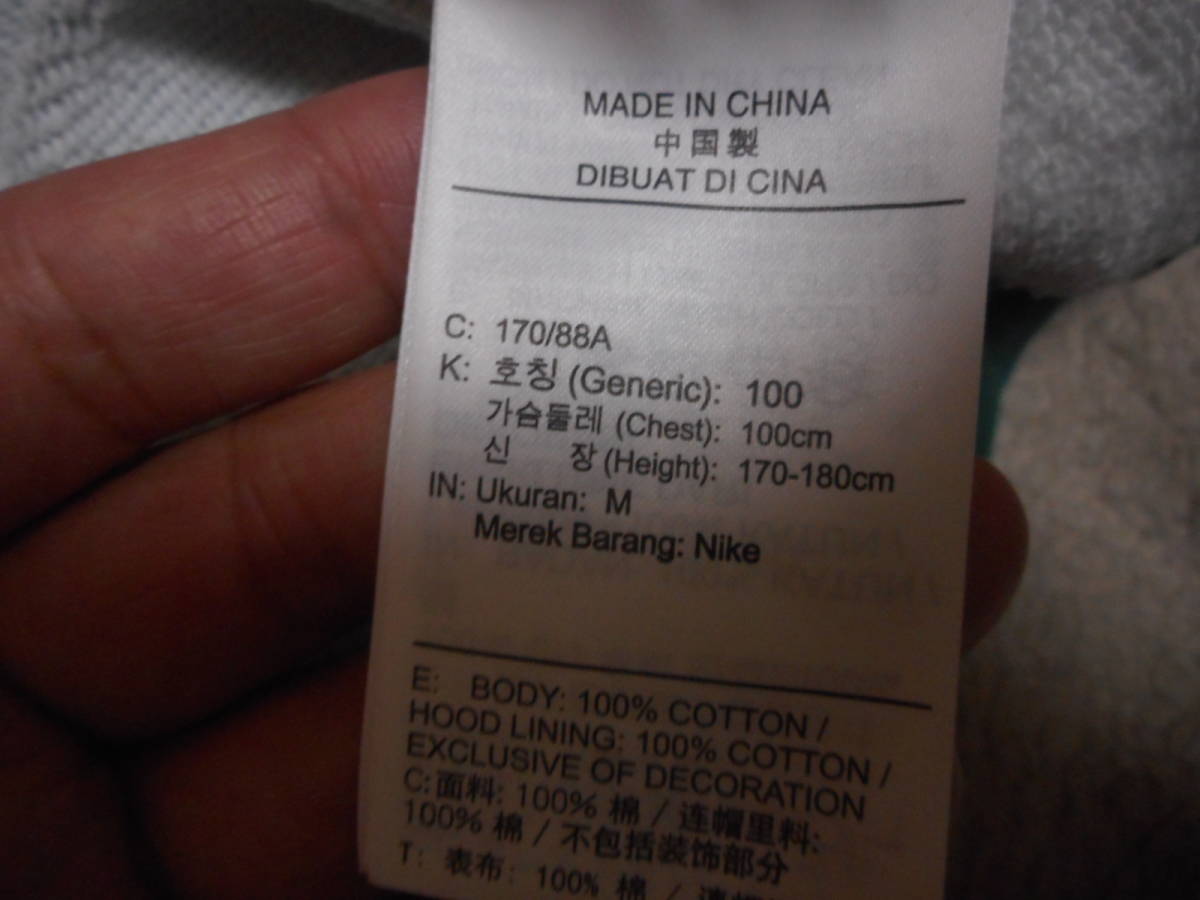 MADE IN CHINA
中国製
DIBUAT DI CINA
C: 170/88A
K: 호칭 (Generic): 100
가슴둘레 (Chest): 100cm
신 장 (Height): 170-180cm
IN: Ukuran: M
Merek Barang: Nike
E: BODY: 100% COTTON /
HOOD LINING: 100% COTTON /
EXCLUSIVE OF DECORATION
C: 面料: 100% 棉 / 连帽里料:
100% 棉 / 不包括装饰部分
T: 表布: 100% 棉 /